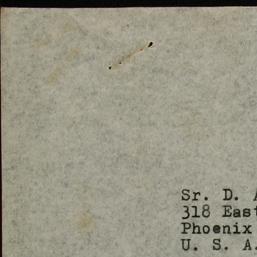 Sr. D. A
318 East
Phoenix
U. S. A.